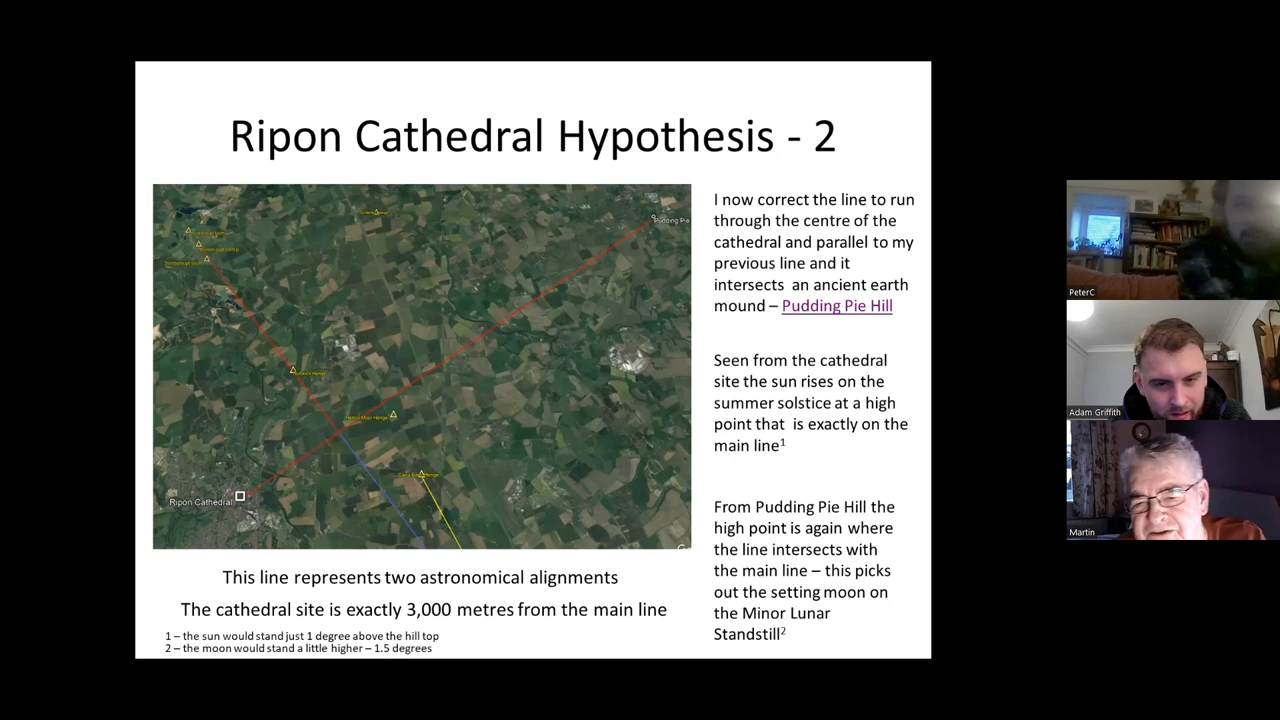 Ripon Cathedral Hypothesis - 2
Pudding Pie
Ripon Cathedral
I now correct the line to run
through the centre of the
cathedral and parallel to my
previous line and it
intersects an ancient earth
mound – Pudding Pie Hill
Seen from the cathedral
site the sun rises on the
summer solstice at a high
point that is exactly on the
main line1
From Pudding Pie Hill the
high point is again where
the line intersects with
the main line – this picks
out the setting moon on
the Minor Lunar
Standstill2
This line represents two astronomical alignments
The cathedral site is exactly 3,000 metres from the main line
1 – the sun would stand just 1 degree above the hill top
2 – the moon would stand a little higher – 1.5 degrees
PeterC
Adam Griffith
Martin